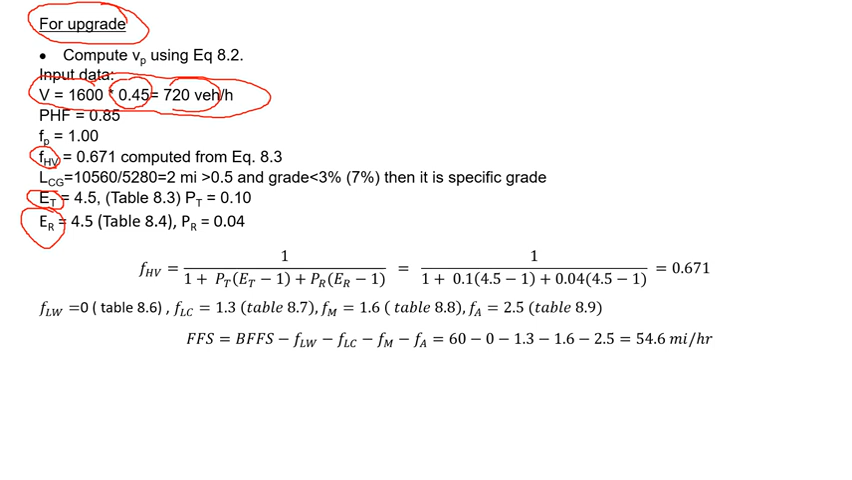 For upgrade
• Compute vp using Eq 8.2.
Input data:
V = 1600 * 0.45= 720 veh/h
PHF = 0.85
fp = 1.00
fHV = 0.671 computed from Eq. 8.3
LCG=10560/5280=2 mi >0.5 and grade<3% (7%) then it is specific grade
ET = 4.5, (Table 8.3) PT = 0.10
ER = 4.5 (Table 8.4), PR = 0.04
fHV = 1 / (1 + PT(ET − 1) + PR(ER − 1)) = 1 / (1 + 0.1(4.5 − 1) + 0.04(4.5 − 1)) = 0.671
fLW =0 ( table 8.6) , fLC = 1.3 (table 8.7), fM = 1.6 ( table 8.8), fA = 2.5 (table 8.9)
FFS = BFFS − fLW − fLC − fM − fA = 60 − 0 − 1.3 − 1.6 − 2.5 = 54.6 mi/hr